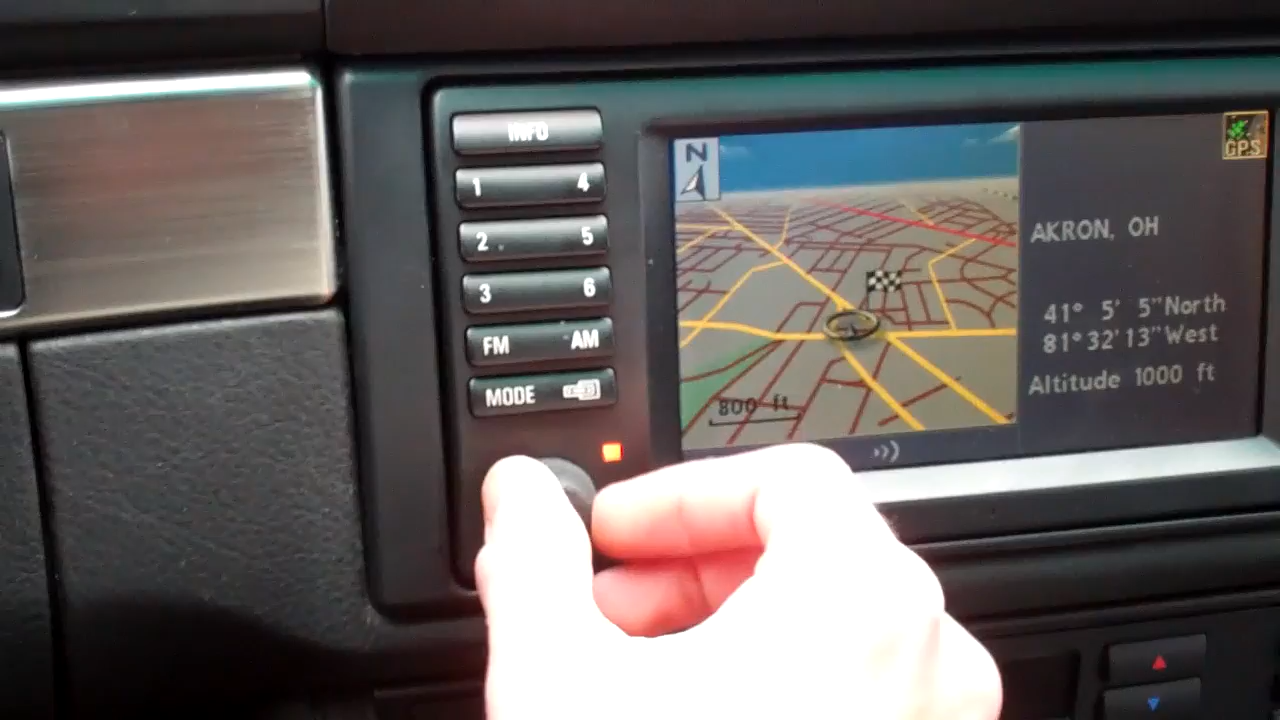 INFO
1 4
2 5
3 6
FM AM
MODE
N
800 ft
GPS
AKRON, OH
41° 5' 5"North
81°32'13"West
Altitude 1000 ft